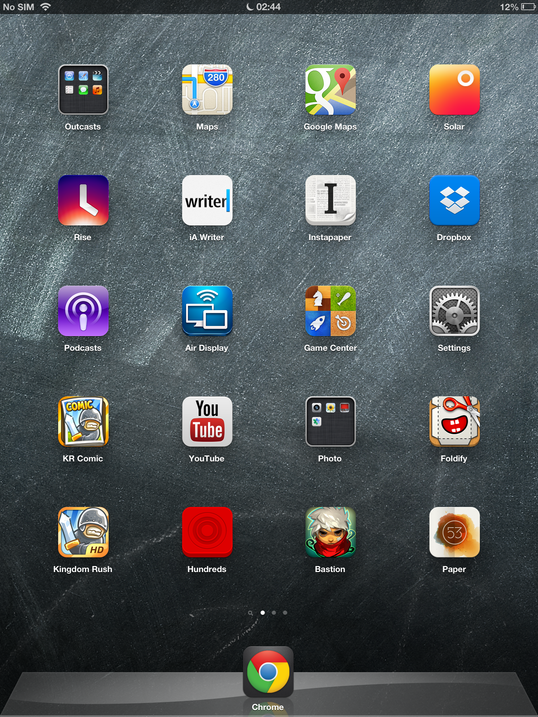 No SIM 02:44 12%
280
Outcasts Maps Google Maps Solar
writer I
Rise iA Writer Instapaper Dropbox
Podcasts Air Display Game Center Settings
COMIC You
Tube
KR Comic YouTube Photo Foldify
HD 53
Kingdom Rush Hundreds Bastion Paper
Chrome